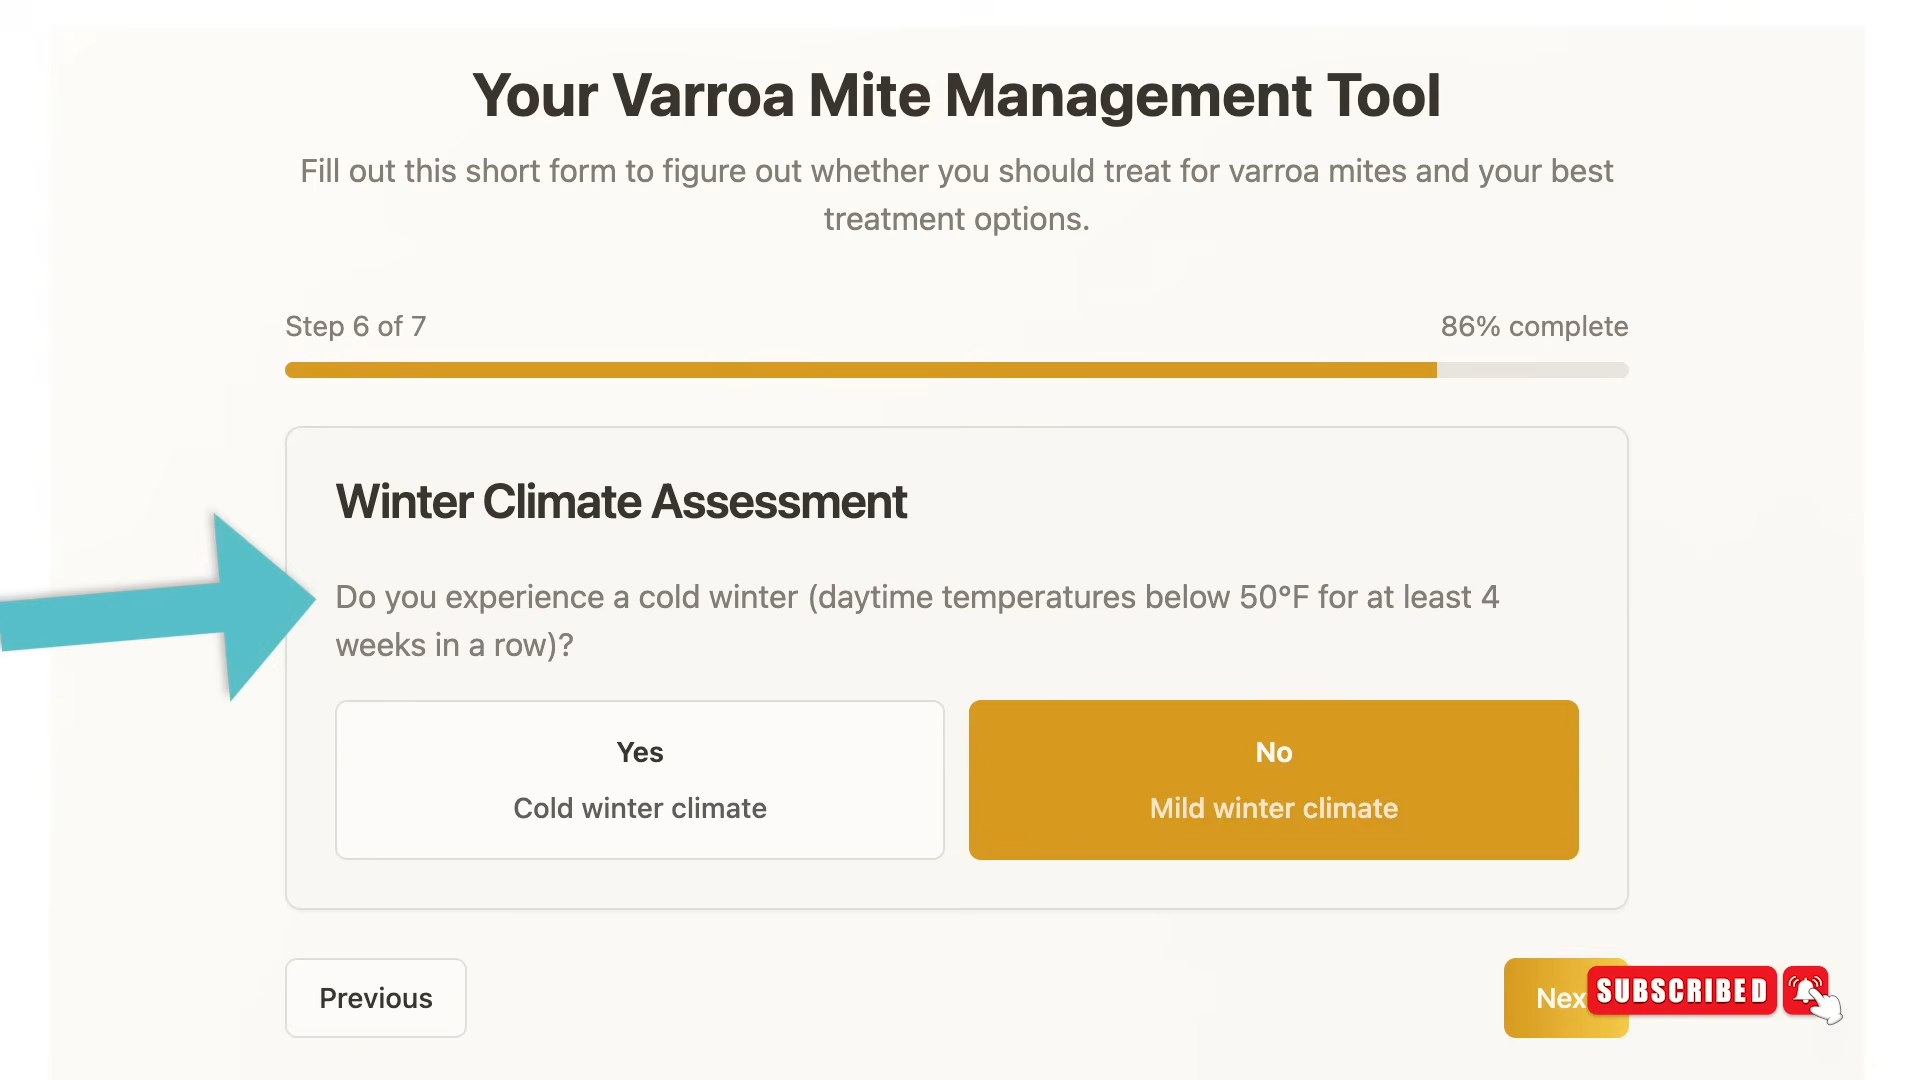 Your Varroa Mite Management Tool
Fill out this short form to figure out whether you should treat for varroa mites and your best
treatment options.
Step 6 of 7
86% complete
Winter Climate Assessment
Do you experience a cold winter (daytime temperatures below 50°F for at least 4
weeks in a row)?
Yes
Cold winter climate
No
Mild winter climate
Previous
Nex
SUBSCRIBED